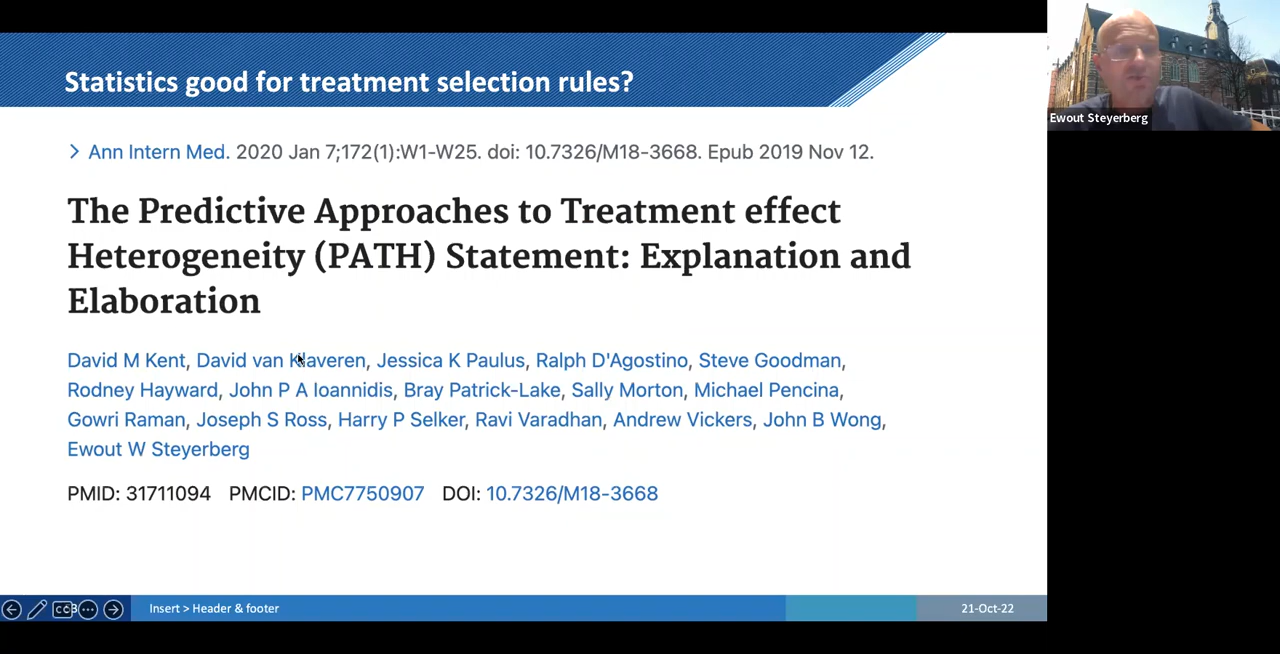 Statistics good for treatment selection rules?
Ewout Steyerberg
> Ann Intern Med. 2020 Jan 7;172(1):W1-W25. doi: 10.7326/M18-3668. Epub 2019 Nov 12.
The Predictive Approaches to Treatment effect
Heterogeneity (PATH) Statement: Explanation and
Elaboration
David M Kent, David van Klaveren, Jessica K Paulus, Ralph D'Agostino, Steve Goodman,
Rodney Hayward, John P A Ioannidis, Bray Patrick-Lake, Sally Morton, Michael Pencina,
Gowri Raman, Joseph S Ross, Harry P Selker, Ravi Varadhan, Andrew Vickers, John B Wong,
Ewout W Steyerberg
PMID: 31711094 PMCID: PMC7750907 DOI: 10.7326/M18-3668
Insert > Header & footer
21-Oct-22